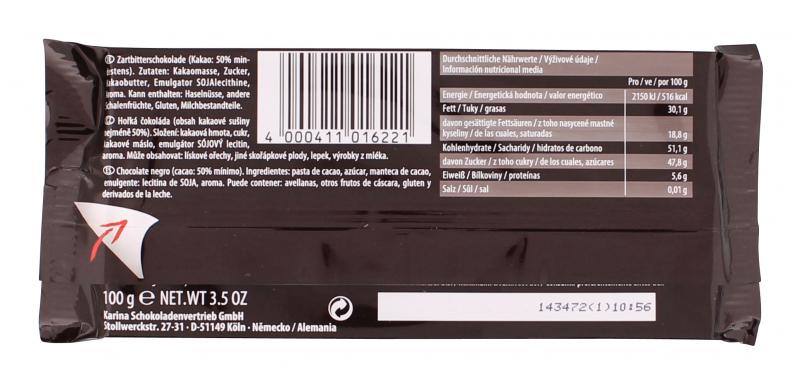 D Zartbitterschokolade (Kakao: 50% min-
destens). Zutaten: Kakaomasse, Zucker,
Kakaobutter, Emulgator SOJAlecithine,
Aroma. Kann enthalten: Haselnüsse, andere
Schalenfrüchte, Gluten, Milchbestandteile.
CZ Hořká čokoláda (obsah kakaové sušiny
nejméně 50%). Složení: kakaová hmota, cukr,
kakaové máslo, emulgátor SÓJOVÝ lecitin,
aroma. Může obsahovat: lískové ořechy, jiné skořápkové plody, lepek, výrobky z mléka.
ES Chocolate negro (cacao: 50% mínimo). Ingredientes: pasta de cacao, azúcar, manteca de cacao,
emulgente: lecitina de SOJA, aroma. Puede contener: avellanas, otros frutos de cáscara, gluten y
derivados de la leche.
4 000411 016221
Durchschnittliche Nährwerte / Výživové údaje /
Información nutricional media
Pro / ve / por 100 g
Energie / Energetická hodnota / valor energético 2150 kJ / 516 kcal
Fett / Tuky / grasas 30,1 g
davon gesättigte Fettsäuren / z toho nasycené mastné
kyseliny / de las cuales, saturadas 18,8 g
Kohlenhydrate / Sacharidy / hidratos de carbono 51,1 g
davon Zucker / z toho cukry / de los cuales, azúcares 47,8 g
Eiweiß / Bílkoviny / proteínas 5,6 g
Salz / Sůl / sal 0,01 g
100 g e NET.WT 3.5 OZ
Karina Schokoladenvertrieb GmbH
Stollwerckstr. 27-31 · D-51149 Köln · Německo / Alemania
143472(1)10:56